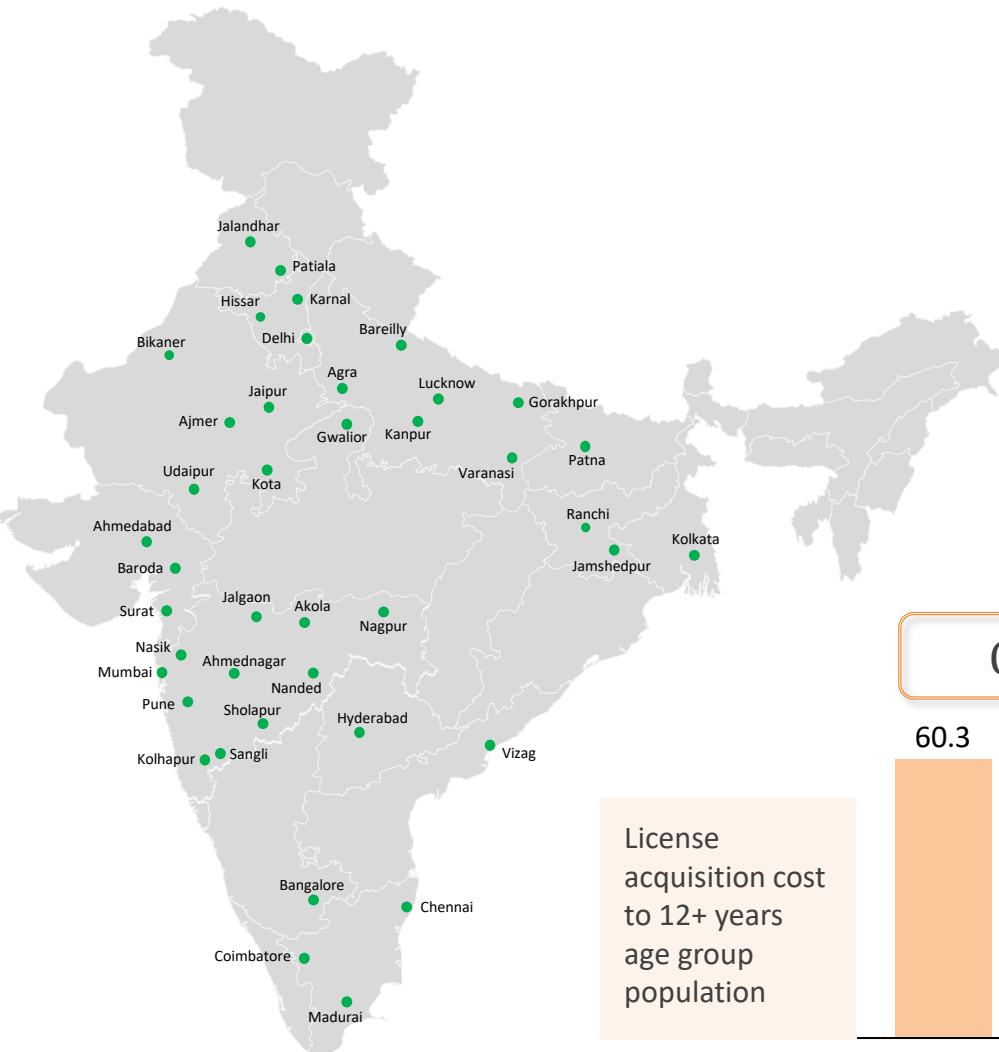 Jalandhar
Patiala
Hissar
Karnal
Delhi
Bareilly
Bikaner
Agra
Lucknow
Jaipur
Gorakhpur
Ajmer
Gwalior
Kanpur
Udaipur
Kota
Varanasi
Patna
Ahmedabad
Ranchi
Kolkata
Baroda
Jamshedpur
Surat
Jalgaon
Akola
Nagpur
Nasik
Ahmednagar
Mumbai
Nanded
Pune
Sholapur
Hyderabad
Kolhapur
Sangli
Vizag
60.3
License
acquisition cost
to 12+ years
age group
population
Bangalore
Chennai
Coimbatore
Madurai